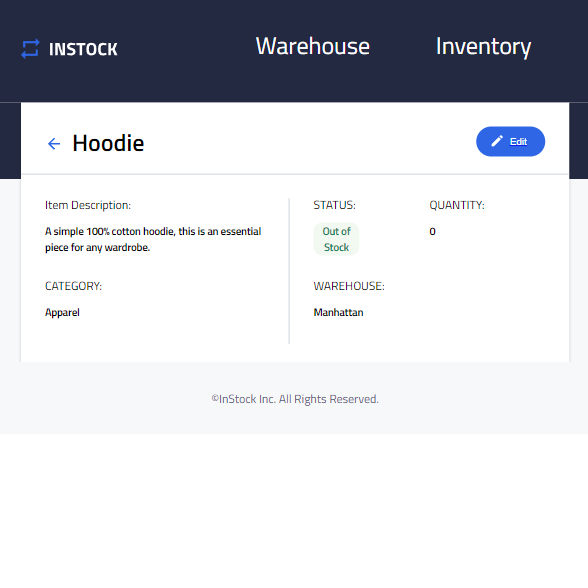 INSTOCK
Warehouse
Inventory
Hoodie
Edit
Item Description:
A simple 100% cotton hoodie, this is an essential
piece for any wardrobe.
CATEGORY:
Apparel
STATUS:
Out of
Stock
QUANTITY:
0
WAREHOUSE:
Manhattan
©InStock Inc. All Rights Reserved.